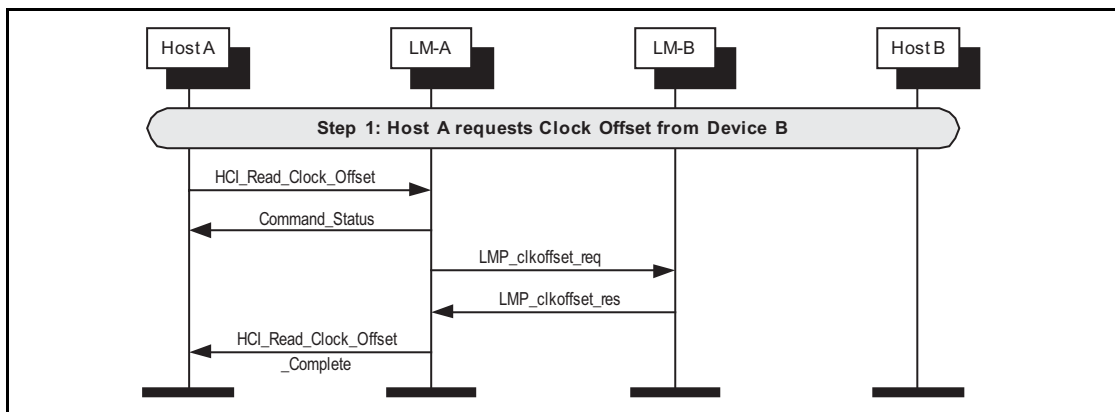 Host A
LM-A
LM-B
Host B
Step 1: Host A requests Clock Offset from Device B
HCI_Read_Clock_Offset
Command_Status
LMP_clkoffset_req
LMP_clkoffset_res
HCI_Read_Clock_Offset
_Complete